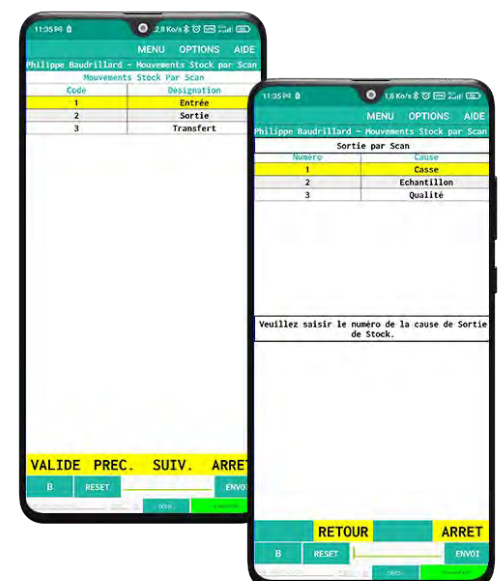 11:35
2,8 Ko/s
MENU OPTIONS AIDE
Philippe Baudrillard - Mouvements Stock par Scan
Mouvements Stock Par Scan
Code Désignation
1 Entrée
2 Sortie
3 Transfert
VALIDE PREC. SUIV. ARRET
B RESET ENVOI
11:35
1,8 Ko/s
MENU OPTIONS AIDE
Philippe Baudrillard - Mouvements Stock par Scan
Sortie par Scan
Numéro Cause
1 Casse
2 Echantillon
3 Qualité
Veuillez saisir le numéro de la cause de Sortie
de Stock.
RETOUR ARRET
B RESET ENVOI